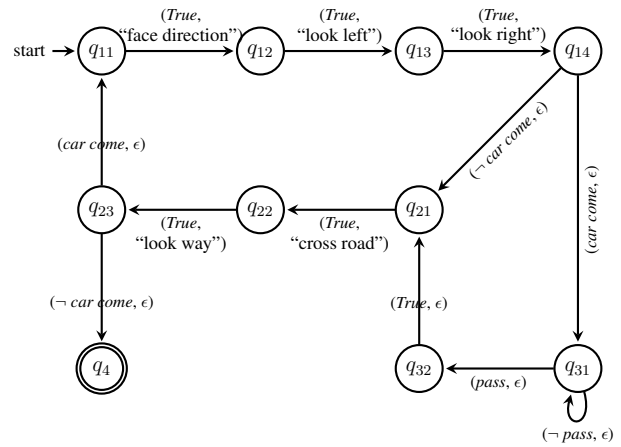 (True, (True, (True,
start q11 “face direction”) q12 “look left”) q13 “look right”) q14
(car come, ϵ) (¬ car come, ϵ) (car come, ϵ)
q23 q22 q21
(True, (True,
“look way”) “cross road”)
(¬ car come, ϵ) (True, ϵ)
q4 q32 (pass, ϵ) q31
(¬ pass, ϵ)